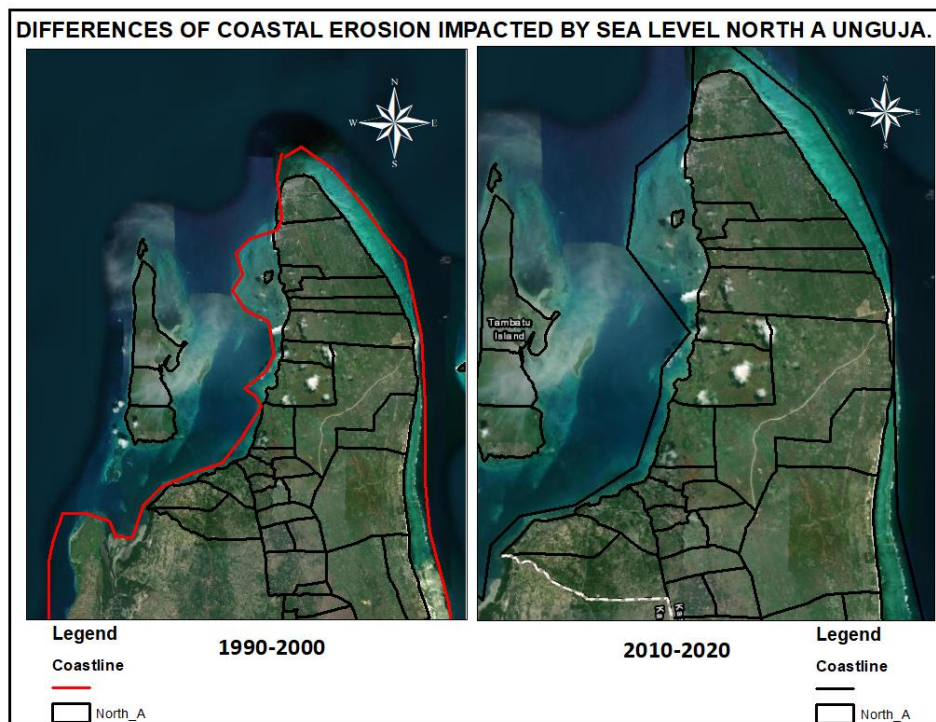 DIFFERENCES OF COASTAL EROSION IMPACTED BY SEA LEVEL NORTH A UNGUJA.
N
W E
S
N
W E
S
Tambatu
Island
Ka
Legend
Coastline
North_A
1990-2000
2010-2020
Legend
Coastline
North_A